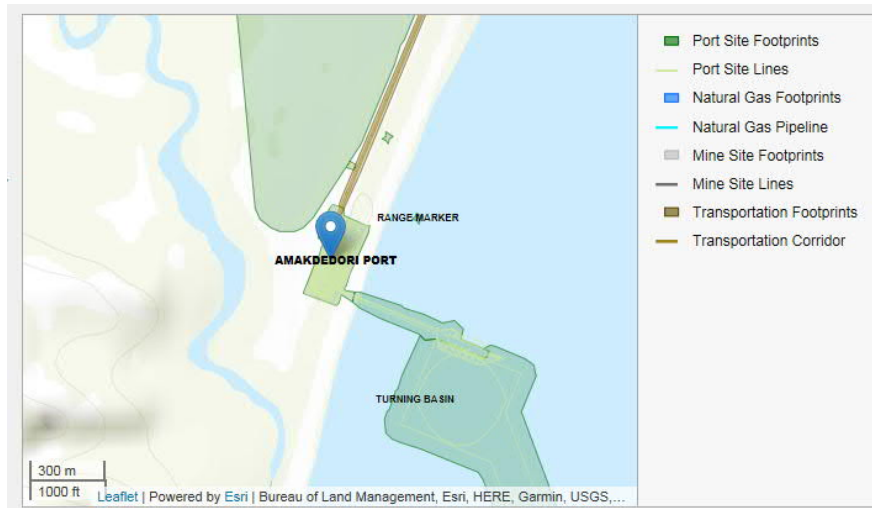 RANGE MARKER
AMAKDEDORI PORT
TURNING BASIN
300 m
1000 ft
Leaflet | Powered by Esri | Bureau of Land Management, Esri, HERE, Garmin, USGS,...
Port Site Footprints
Port Site Lines
Natural Gas Footprints
Natural Gas Pipeline
Mine Site Footprints
Mine Site Lines
Transportation Footprints
Transportation Corridor